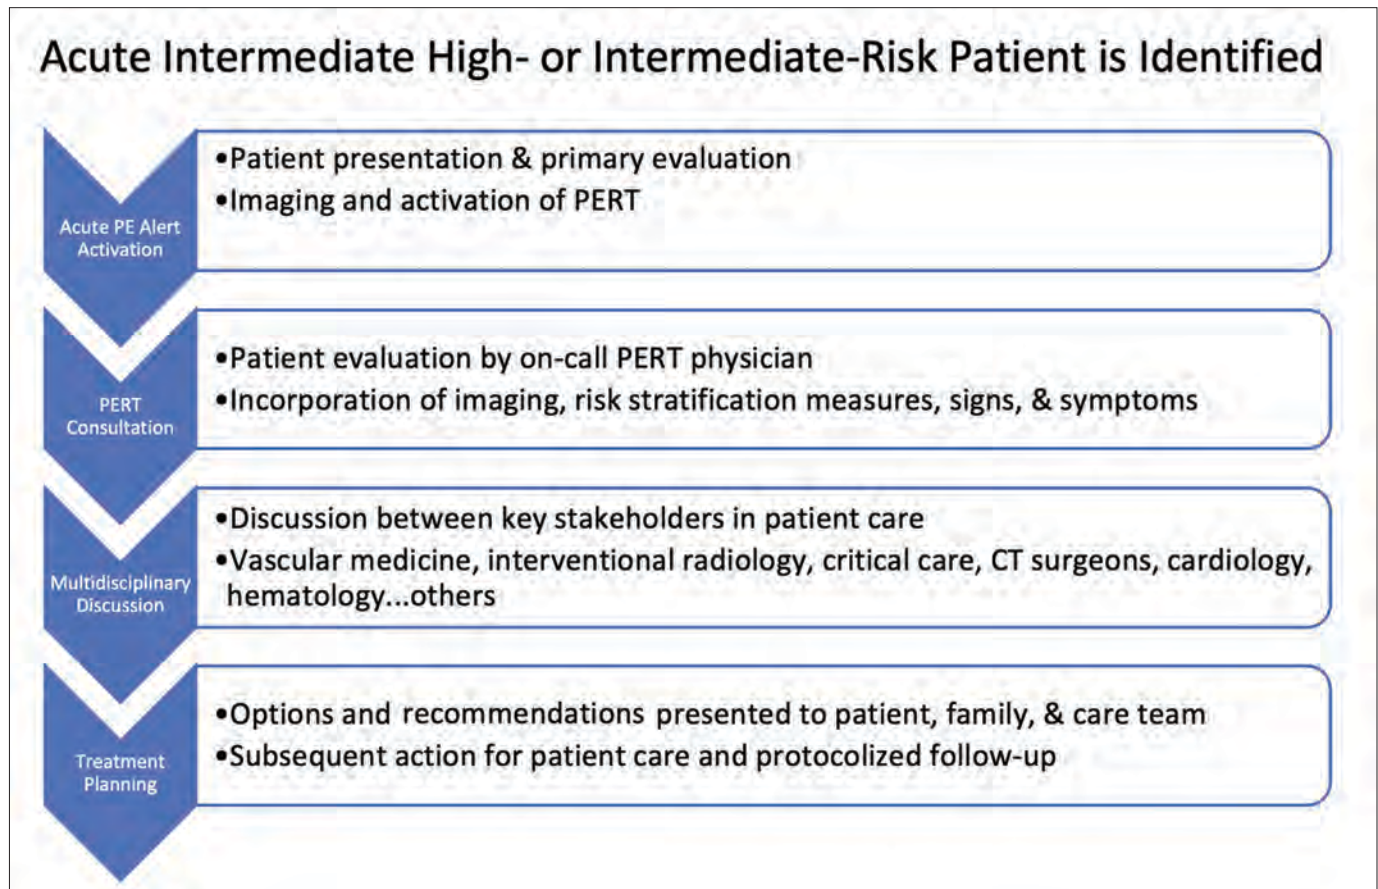 Acute Intermediate High- or Intermediate-Risk Patient is Identified
Acute PE Alert
Activation
•Patient presentation & primary evaluation
•Imaging and activation of PERT
PERT
Consultation
•Patient evaluation by on-call PERT physician
•Incorporation of imaging, risk stratification measures, signs, & symptoms
Multidisciplinary
Discussion
•Discussion between key stakeholders in patient care
•Vascular medicine, interventional radiology, critical care, CT surgeons, cardiology,
hematology...others
Treatment
Planning
•Options and recommendations presented to patient, family, & care team
•Subsequent action for patient care and protocolized follow-up